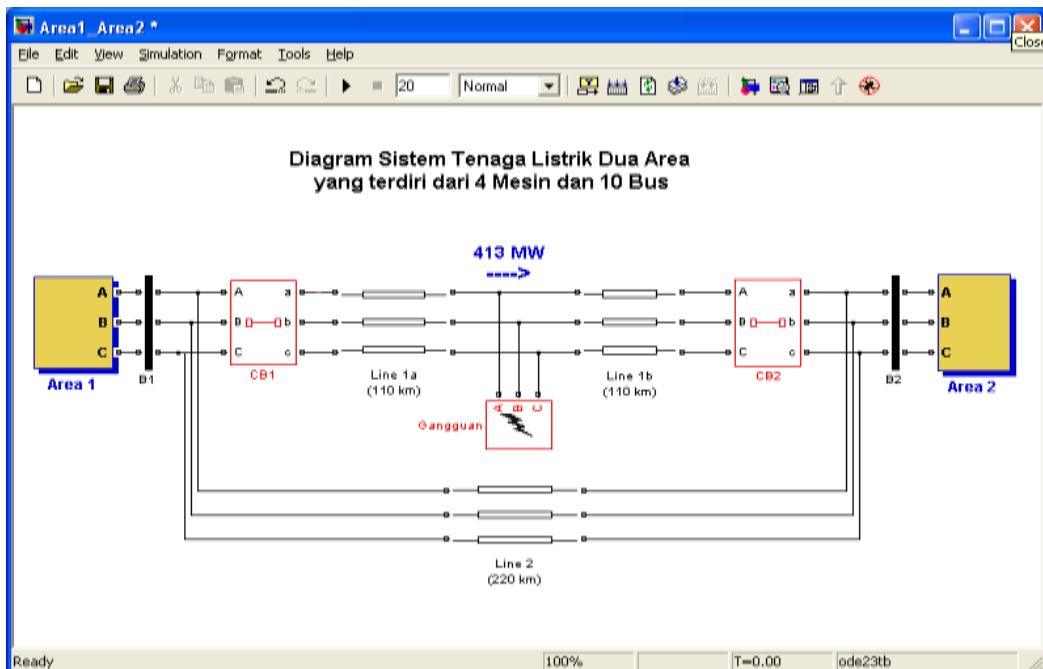 Area1_Area2 *
Close
File Edit View Simulation Format Tools Help
20 Normal
Diagram Sistem Tenaga Listrik Dua Area
yang terdiri dari 4 Mesin dan 10 Bus
413 MW
---->
A A a A a A
B B b B b B
C C c C c C
Area 1 B1 CB1 Line 1a Line 1b CB2 B2 Area 2
(110 km) (110 km)
A B C
Gangguan
Line 2
(220 km)
Ready 100% T=0.00 ode23tb